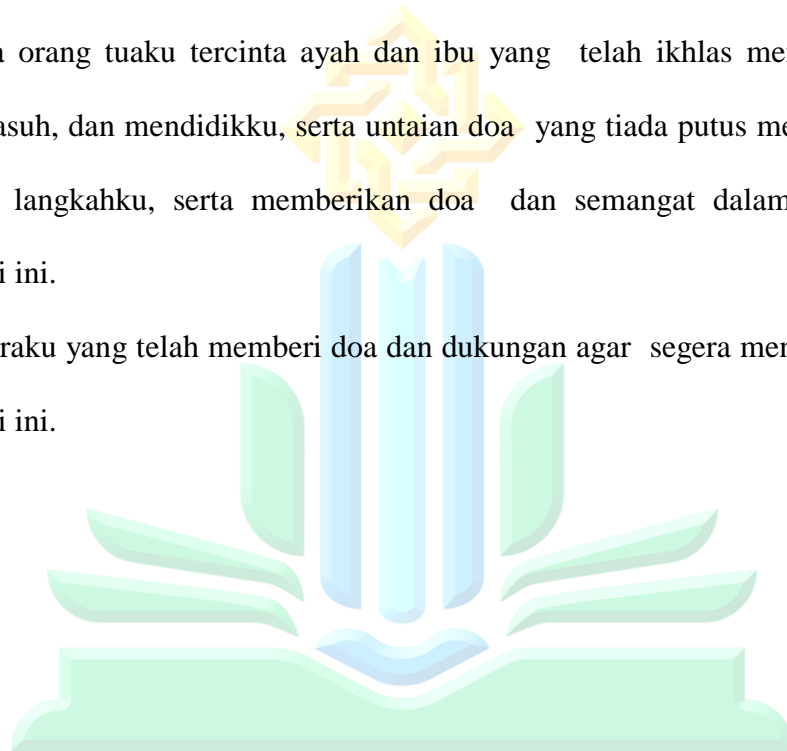 a orang tuaku tercinta ayah dan ibu yang telah ikhlas me
asuh, dan mendidikku, serta untaian doa yang tiada putus me
langkahku, serta memberikan doa dan semangat dalam
i ini.
raku yang telah memberi doa dan dukungan agar segera me
i ini.